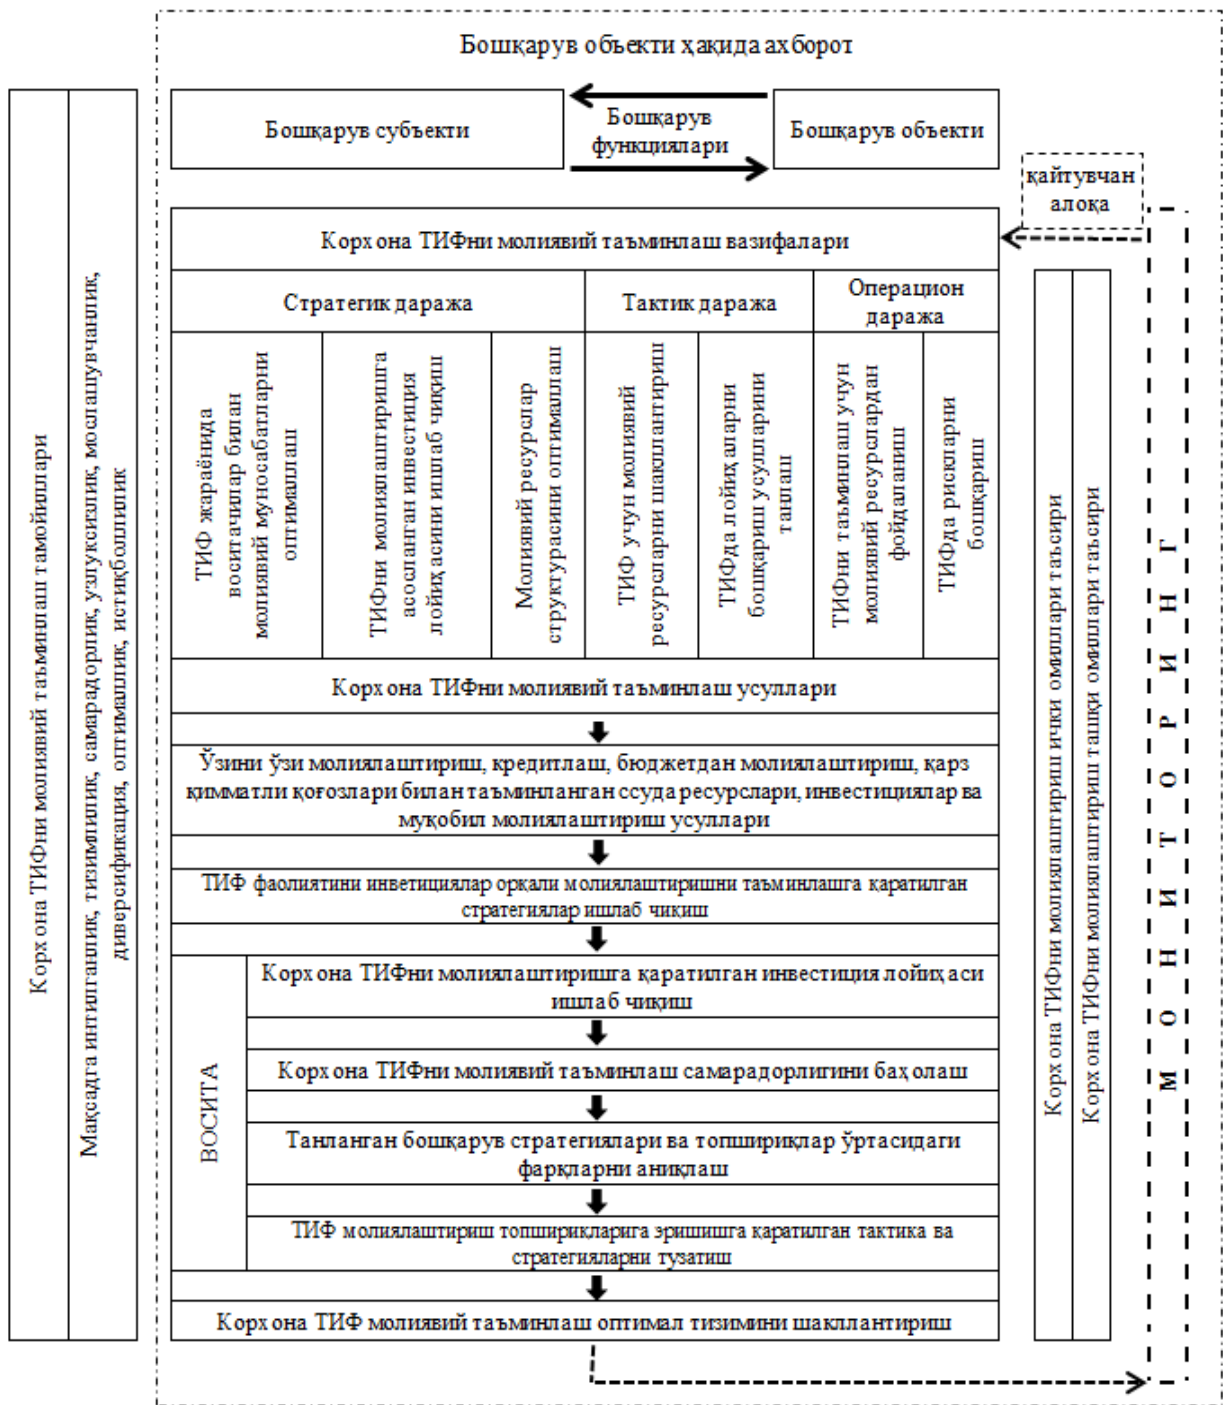 Бошқарув объекти ҳақида ахборот
Бошқарув субъекти
Бошқарув
функциялари
Бошқарув объекти
қайтувчан
алоқа
Корхона ТИФни молиявий таъминлаш вазифалари
Стратегик даража
Тактик даража
Операцион
даража
ТИФ жараёнида
воситачилар билан
молиявий муносабатларни
оптималлаш
ТИФни молиялаштиришга
асосланган инвестиция
лойиҳасини ишлаб чиқиш
Молиявий ресурслар
структурасини оптималлаш
ТИФ учун молиявий
ресурсларни шакллантириш
ТИФда лойиҳаларни
бошқариш усулларини
танлаш
ТИФни таъминлаш учун
молиявий ресурслардан
фойдаланиш
ТИФда рискларни
бошқариш
Корхона ТИФни молиявий таъминлаш усуллари
Ўзини ўзи молиялаштириш, кредитлаш, бюджетдан молиялаштириш, қарз
қимматли қоғозлари билан таъминланган ссуда ресурслари, инвестициялар ва
муқобил молиялаштириш усуллари
ТИФ фаолиятини инветициялар орқали молиялаштиришни таъминлашга қаратилган
стратегиялар ишлаб чиқиш
ВОСИТА
Корхона ТИФни молиялаштиришга қаратилган инвестиция лойиҳаси
ишлаб чиқиш
Корхона ТИФни молиявий таъминлаш самарадорлигини баҳолаш
Танланган бошқарув стратегиялари ва топшириқлар ўртасидаги
фарқларни аниқлаш
ТИФ молиялаштириш топшириқларига эришишга қаратилган тактика ва
стратегияларни тузатиш
Корхона ТИФ молиявий таъминлаш оптимал тизимини шакллантириш
Корхона ТИФни молиявий таъминлаш тамойиллари
Мақсадга интилганлик, тизимлилик, самарадорлик, узлуксизлик, мослашувчанлик,
диверсификация, оптималлик, истиқболлилик
Корхона ТИФни молиялаштириш ички омиллари таъсири
Корхона ТИФни молиялаштириш ташқи омиллари таъсири
МОНИТОРИНГ